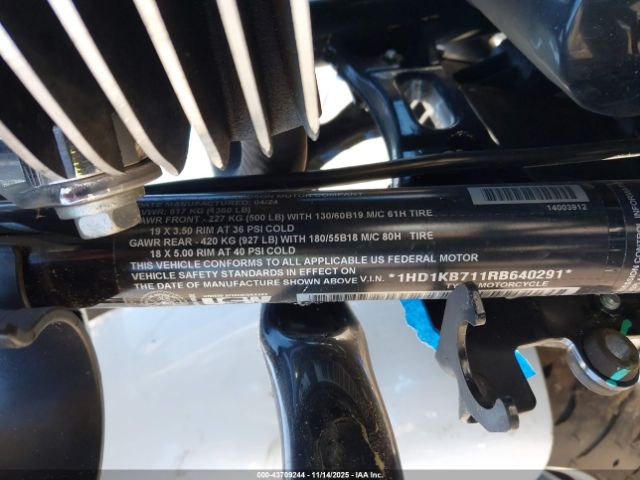 MOTOR COMPANY
DATE MANUFACTURED: 04/24
GVWR: 617 KG (1360 LB)
GAWR FRONT - 227 KG (500 LB) WITH 130/60B19 M/C 61H TIRE
19 X 3.50 RIM AT 36 PSI COLD
GAWR REAR - 420 KG (927 LB) WITH 180/55B18 M/C 80H TIRE
18 X 5.00 RIM AT 40 PSI COLD
THIS VEHICLE CONFORMS TO ALL APPLICABLE US FEDERAL MOTOR
VEHICLE SAFETY STANDARDS IN EFFECT ON
THE DATE OF MANUFACTURE SHOWN ABOVE V.I.N. *1HD1KB711RB640291*
MOTORCYCLE
14003912
000-43709244 - 11/14/2025 - IAA Inc.